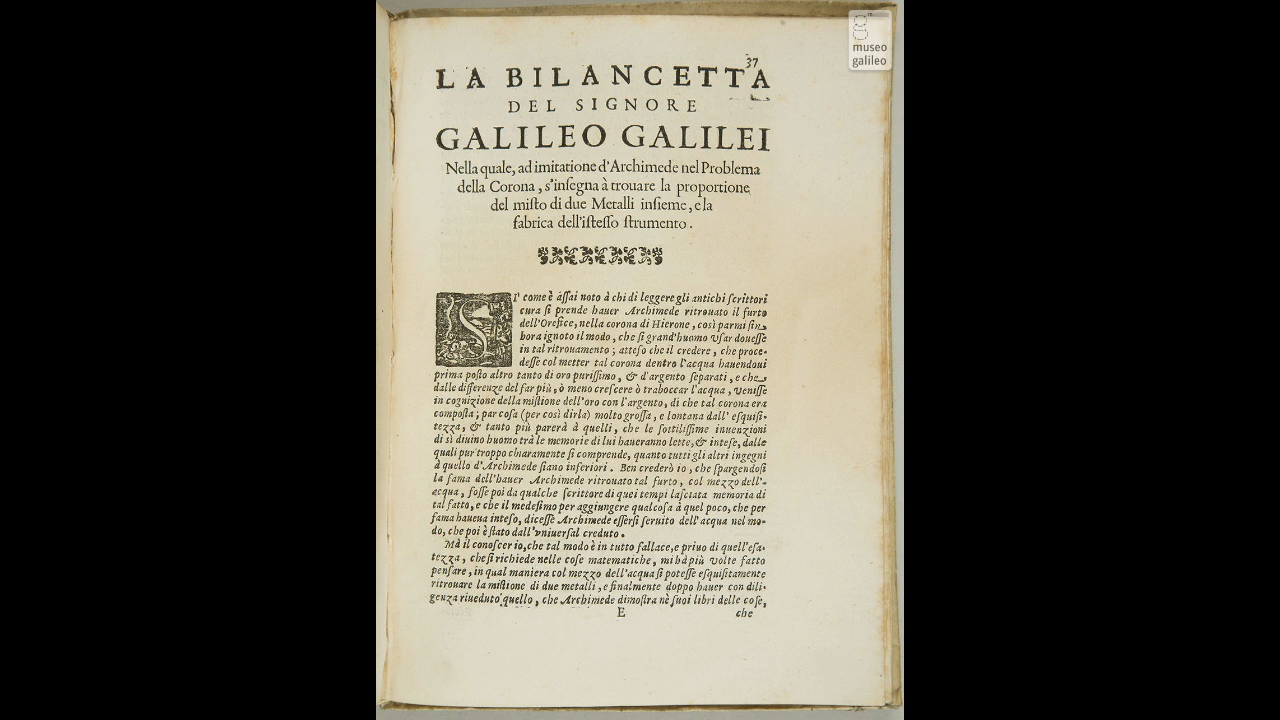 museo
galileo
37
LA BILANCETTA
DEL SIGNORE
GALILEO GALILEI
Nella quale, ad imitatione d'Archimede nel Problema
della Corona, s'inſegna à trouare la proportione
del miſto di due Metalli inſieme, e la
fabrica dell'iſteſſo ſtrumento.
SI' come è aſſai noto à chi di leggere gli antichi ſcrittori
cura ſi prende hauer Archimede ritrouato il furto
dell'Orefice, nella corona di Hierone, così parmi ſin
hora ignoto il modo, che ſi grand'huomo vſar doueſſe
in tal ritrouamento; atteſo che il credere, che proce-
deſſe col metter tal corona dentro l'acqua hauendoui
prima poſto altro tanto di oro puriſſimo, & d'argento ſeparati, e che
dalle differenze del far più, ò meno creſcere ò traboccar l'acqua, veniſſe
in cognizione della miſtione dell'oro con l'argento, di che tal corona era
compoſta; par coſa (per così dirla) molto groſſa, e lontana dall' eſquiſi-
tezza, & tanto più parerà à quelli, che le ſottiliſſime inuenzioni
di sì diuino huomo trà le memorie di lui haueranno lette, & inteſe, dalle
quali pur troppo chiaramente ſi comprende, quanto tutti gli altri ingegni
à quello d'Archimede ſiano inferiori. Ben crederò io, che ſpargendoſi
la fama dell'hauer Archimede ritrouato tal furto, col mezzo dell'-
acqua, foſſe poi da qualche ſcrittore di quei tempi laſciata memoria di
tal fatto, e che il medeſimo per aggiungere qualcoſa à quel poco, che per
fama haueua inteſo, diceſſe Archimede eſſerſi ſeruito dell'acqua nel mo-
do, che poi è ſtato dall'vniuerſal creduto.
Mà il conoſcer io, che tal modo è in tutto fallace, e priuo di quell'eſa-
tezza, che ſi richiede nelle coſe matematiche, mi hà più volte fatto
penſare, in qual maniera col mezzo dell'acqua ſi poteſſe eſquiſitamente
ritrouare la miſtione di due metalli, e finalmente doppo hauer con dili-
genza riueduto quello, che Archimede dimoſtra nè ſuoi libri delle coſe,
E che